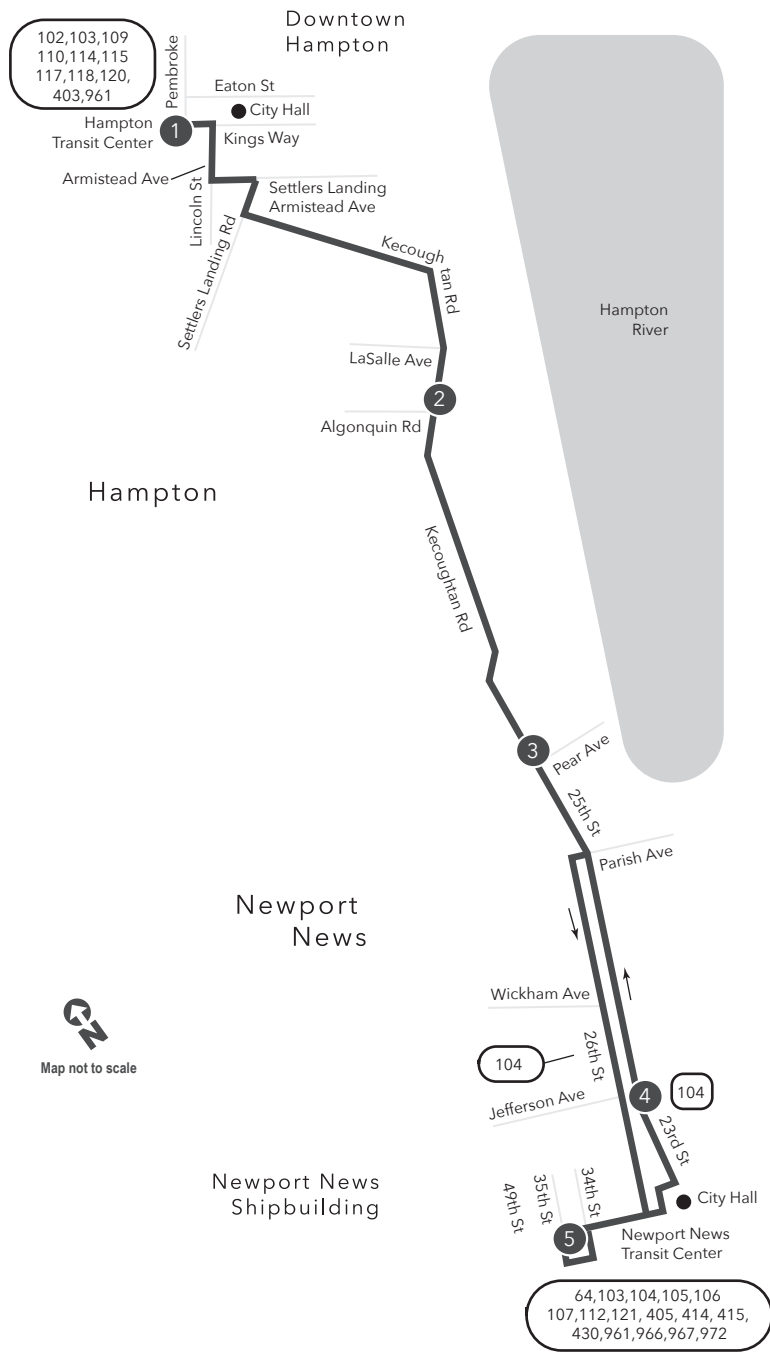 Downtown
Hampton
102,103,109
110,114,115
117,118,120,
403,961
Pembroke
Eaton St
City Hall
Hampton
Transit Center
1
Kings Way
Armistead Ave
Lincoln St
Settlers Landing
Armistead Ave
Settlers Landing Rd
Kecough
tan Rd
Hampton
River
LaSalle Ave
2
Algonquin Rd
Hampton
Kecoughtan Rd
3
Pear Ave
25th St
Parish Ave
Newport
News
Wickham Ave
N
Map not to scale
104
26th St
Jefferson Ave
4
104
23rd St
Newport News
Shipbuilding
49th St
35th St
34th St
City Hall
5
Newport News
Transit Center
64,103,104,105,106
107,112,121, 405, 414, 415,
430,961,966,967,972